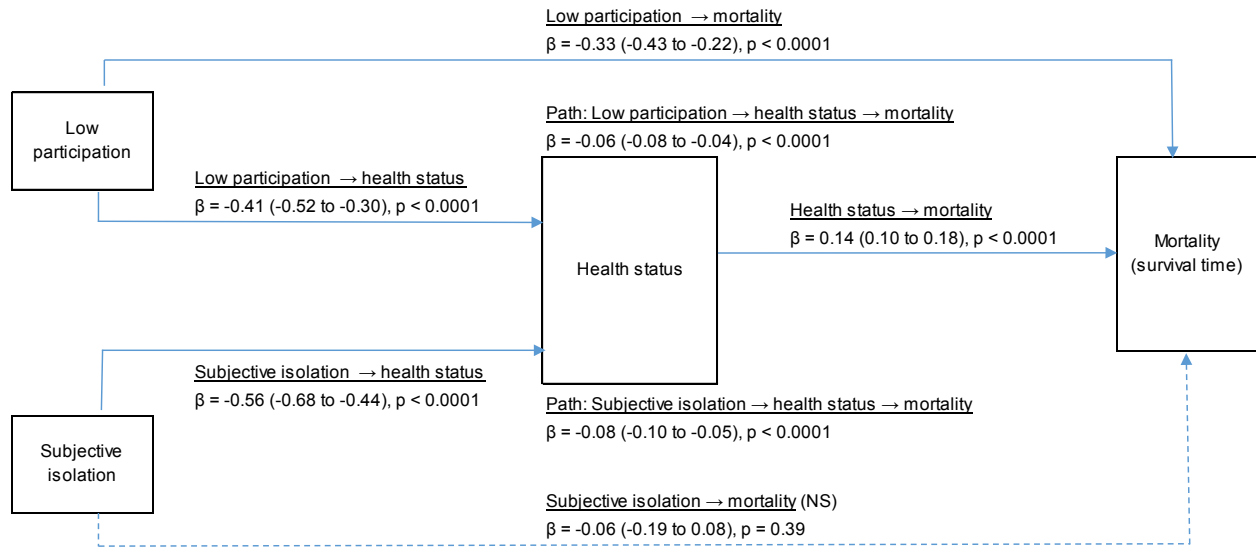 Low participation → mortality
β = -0.33 (-0.43 to -0.22), p < 0.0001
Low
participation
Path: Low participation → health status → mortality
β = -0.06 (-0.08 to -0.04), p < 0.0001
Low participation → health status
β = -0.41 (-0.52 to -0.30), p < 0.0001
Health status → mortality
β = 0.14 (0.10 to 0.18), p < 0.0001
Health status
Mortality
(survival time)
Subjective isolation → health status
β = -0.56 (-0.68 to -0.44), p < 0.0001
Path: Subjective isolation → health status → mortality
β = -0.08 (-0.10 to -0.05), p < 0.0001
Subjective
isolation
Subjective isolation → mortality (NS)
β = -0.06 (-0.19 to 0.08), p = 0.39